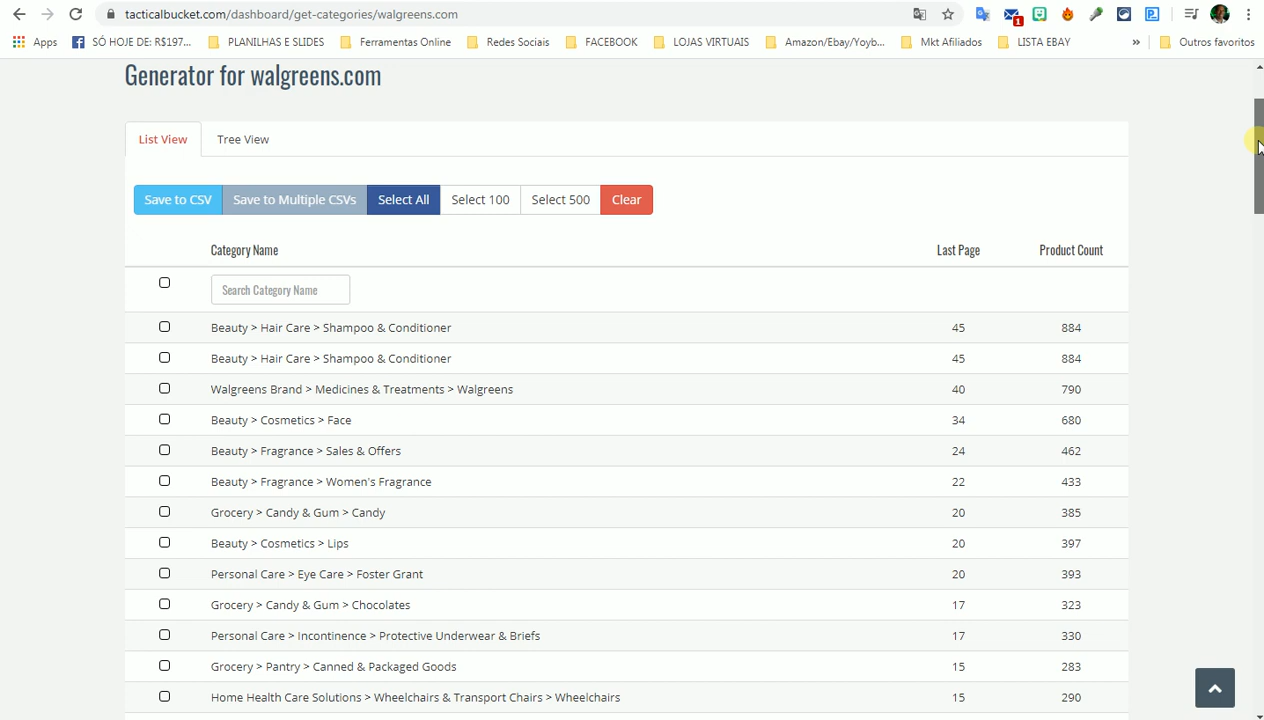 tacticalbucket.com/dashboard/get-categories/walgreens.com
1
Apps SÓ HOJE DE: R$197... PLANILHAS E SLIDES Ferramentas Online Redes Sociais FACEBOOK LOJAS VIRTUAIS Amazon/Ebay/Yoyb... Mkt Afiliados LISTA EBAY » Outros favoritos
Generator for walgreens.com
List View Tree View
Save to CSV Save to Multiple CSVs Select All Select 100 Select 500 Clear
Category Name Last Page Product Count
Search Category Name
Beauty > Hair Care > Shampoo & Conditioner 45 884
Beauty > Hair Care > Shampoo & Conditioner 45 884
Walgreens Brand > Medicines & Treatments > Walgreens 40 790
Beauty > Cosmetics > Face 34 680
Beauty > Fragrance > Sales & Offers 24 462
Beauty > Fragrance > Women's Fragrance 22 433
Grocery > Candy & Gum > Candy 20 385
Beauty > Cosmetics > Lips 20 397
Personal Care > Eye Care > Foster Grant 20 393
Grocery > Candy & Gum > Chocolates 17 323
Personal Care > Incontinence > Protective Underwear & Briefs 17 330
Grocery > Pantry > Canned & Packaged Goods 15 283
Home Health Care Solutions > Wheelchairs & Transport Chairs > Wheelchairs 15 290